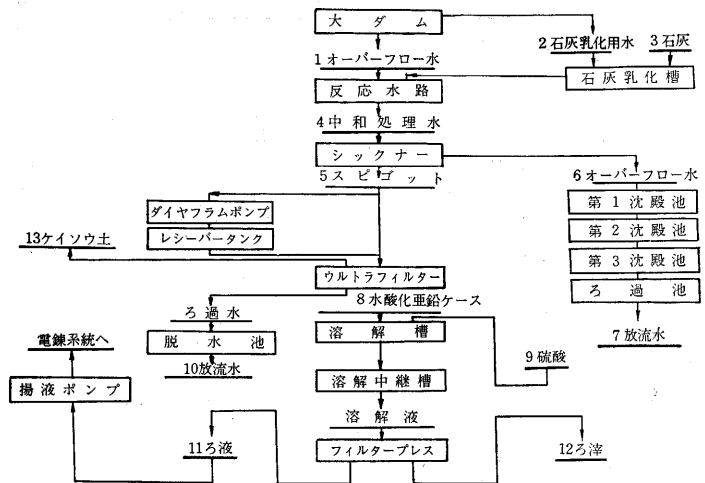 大ダム
2石灰乳化用水
3石灰
1オーバーフロー水
石灰乳化槽
反応水路
4中和処理水
シックナー
5スピゴット
6オーバーフロー水
第1沈殿池
第2沈殿池
第3沈殿池
ろ過池
7放流水
ダイヤフラムポンプ
レシーバータンク
13ケイソウ土
ウルトラフィルター
8水酸化亜鉛ケース
ろ過水
脱水池
10放流水
溶解槽
9硫酸
溶解中継槽
溶解液
フィルタープレス
電錬系統へ
揚液ポンプ
11ろ液
12ろ滓